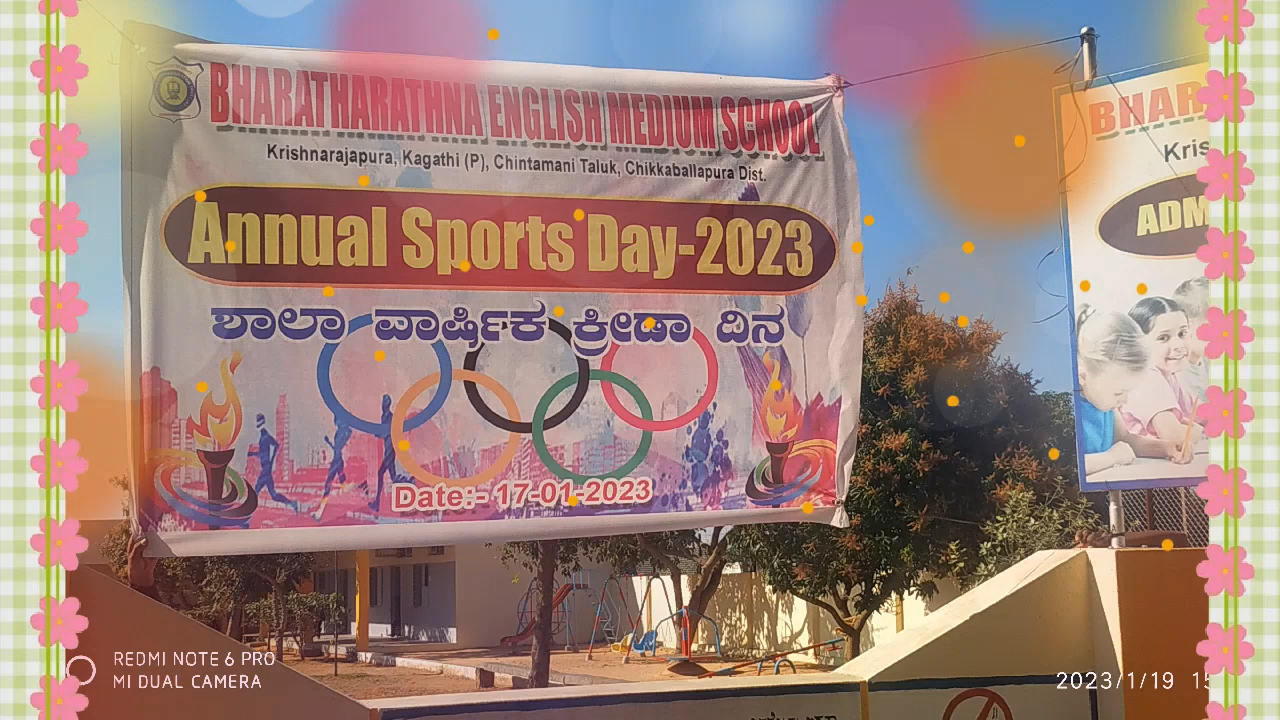 BHARATHARATHNA ENGLISH MEDIUM SCHOOL
Krishnarajapura, Kagathi (P), Chintamani Taluk, Chikkaballapura Dist.
Annual Sports Day-2023
ಶಾಲಾ ವಾರ್ಷಿಕ ಕ್ರೀಡಾ ದಿನ
Date:- 17-01-2023
BHAR
Kris
ADM
REDMI NOTE 6 PRO
MI DUAL CAMERA
2023/1/19 15